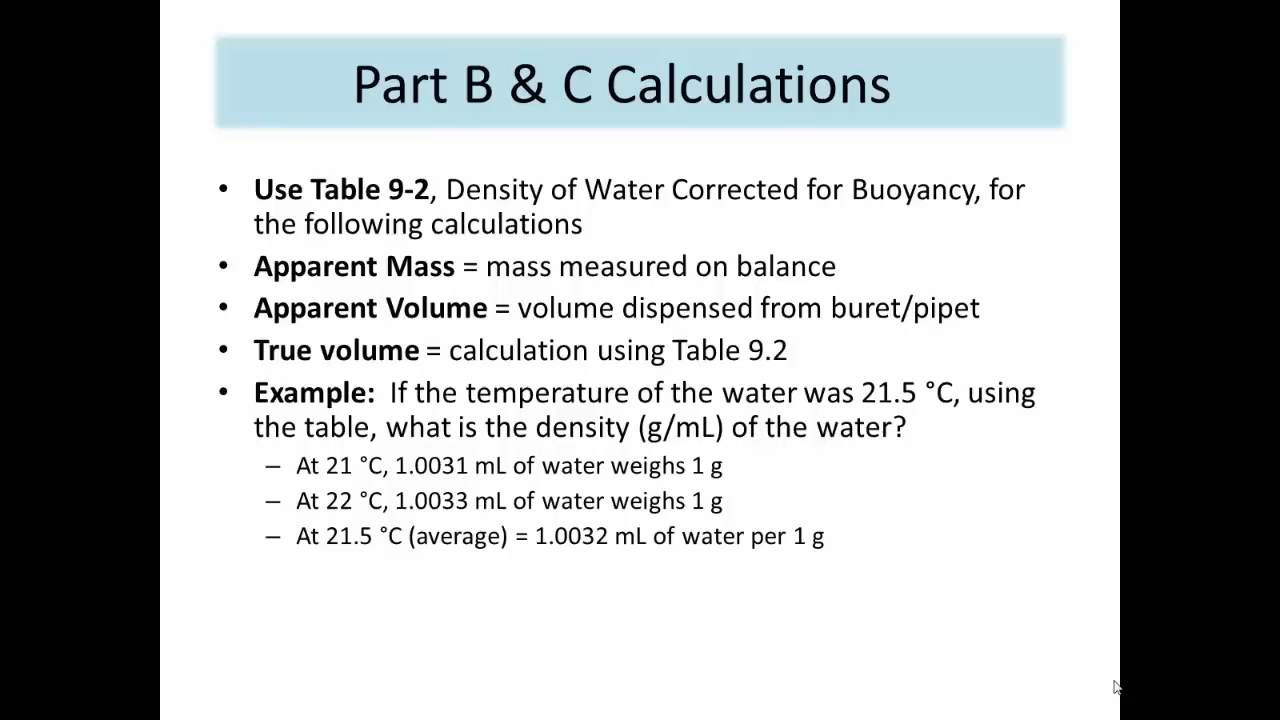 Part B & C Calculations
• Use Table 9-2, Density of Water Corrected for Buoyancy, for
the following calculations
• Apparent Mass = mass measured on balance
• Apparent Volume = volume dispensed from buret/pipet
• True volume = calculation using Table 9.2
• Example: If the temperature of the water was 21.5 °C, using
the table, what is the density (g/mL) of the water?
– At 21 °C, 1.0031 mL of water weighs 1 g
– At 22 °C, 1.0033 mL of water weighs 1 g
– At 21.5 °C (average) = 1.0032 mL of water per 1 g